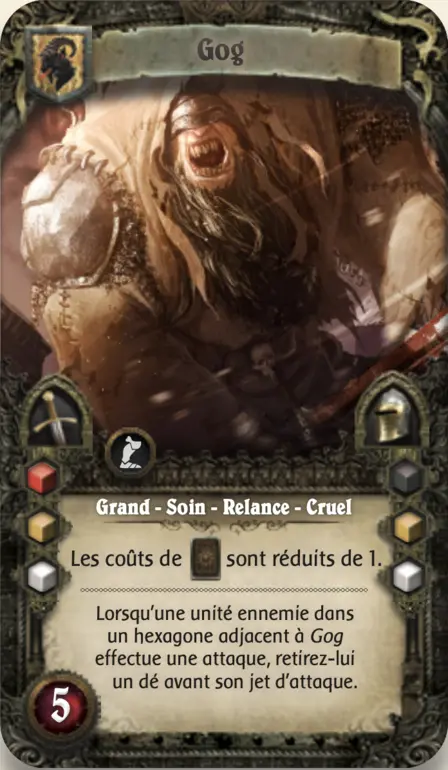 Gog
Grand - Soin - Relance - Cruel
Les coûts de sont réduits de 1.
Lorsqu'une unité ennemie dans
un hexagone adjacent à Gog
effectue une attaque, retirez-lui
un dé avant son jet d'attaque.
5